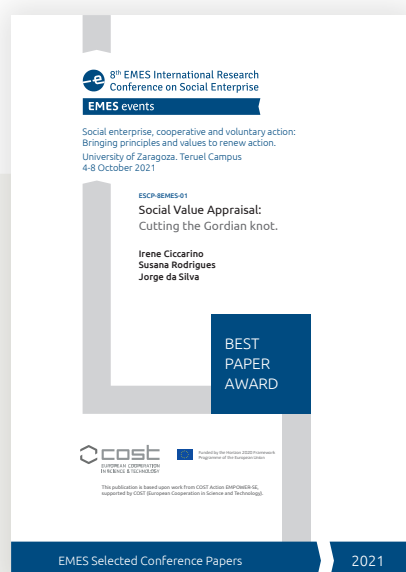 8th EMES International Research
Conference on Social Enterprise
EMES events
Social enterprise, cooperative and voluntary action:
Bringing principles and values to renew action.
University of Zaragoza. Teruel Campus
4-8 October 2021
ESCP-8EMES-01
Social Value Appraisal:
Cutting the Gordian knot.
Irene Ciccarino
Susana Rodrigues
Jorge da Silva
BEST
PAPER
AWARD
cost
EUROPEAN COOPERATION
IN SCIENCE & TECHNOLOGY
Funded by the Horizon 2020 Framework
Programme of the European Union
This publication is based upon work from COST Action EMPOWER-SE,
supported by COST (European Cooperation in Science and Technology).
EMES Selected Conference Papers
2021